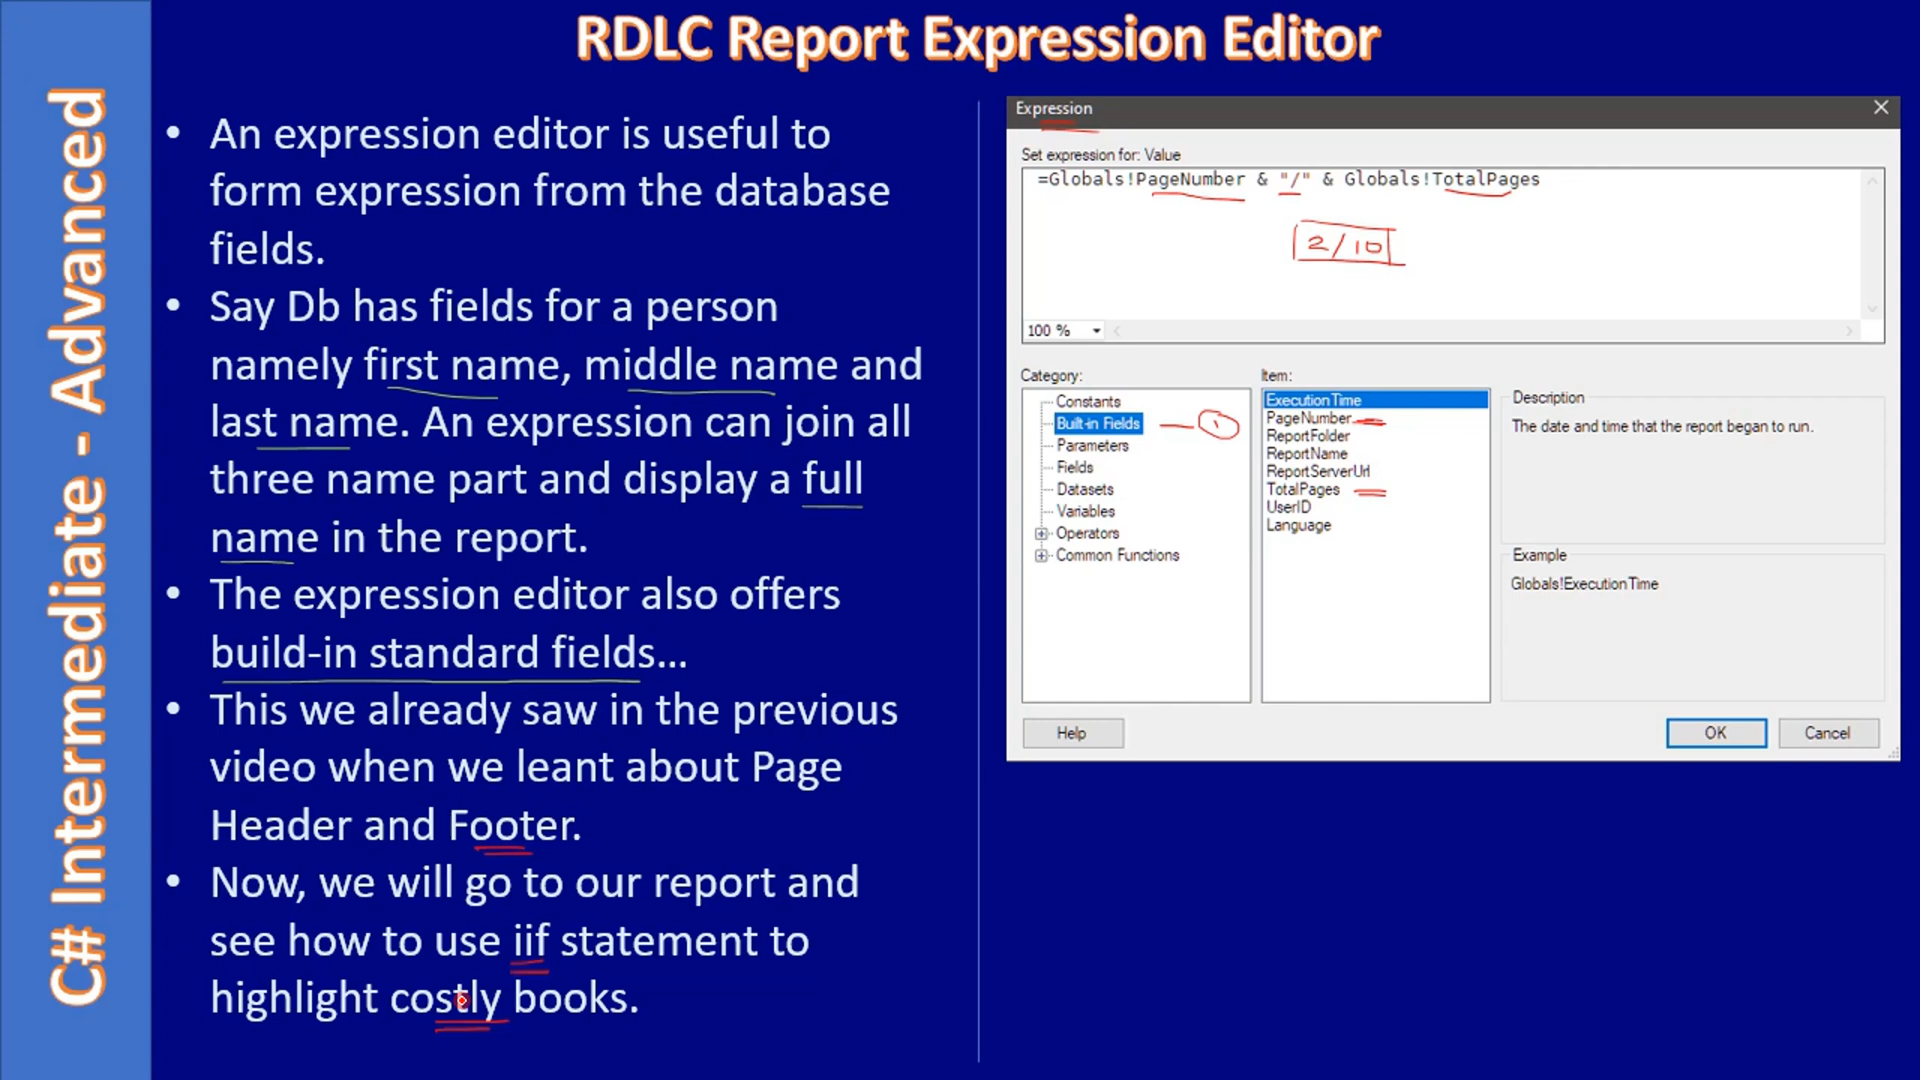 RDLC Report Expression Editor
C# Intermediate - Advanced
• An expression editor is useful to
form expression from the database
fields.
• Say Db has fields for a person
namely first name, middle name and
last name. An expression can join all
three name part and display a full
name in the report.
• The expression editor also offers
build-in standard fields...
• This we already saw in the previous
video when we leant about Page
Header and Footer.
• Now, we will go to our report and
see how to use iif statement to
highlight costly books.
Expression
Set expression for: Value
=Globals!PageNumber & "/" & Globals!TotalPages
2/10
100 %
Category:
Constants
Built-in Fields
1
Parameters
Fields
Datasets
Variables
Operators
Common Functions
Item:
ExecutionTime
PageNumber
ReportFolder
ReportName
ReportServerUrl
TotalPages
UserID
Language
Description
The date and time that the report began to run.
Example
Globals!ExecutionTime
Help
OK
Cancel